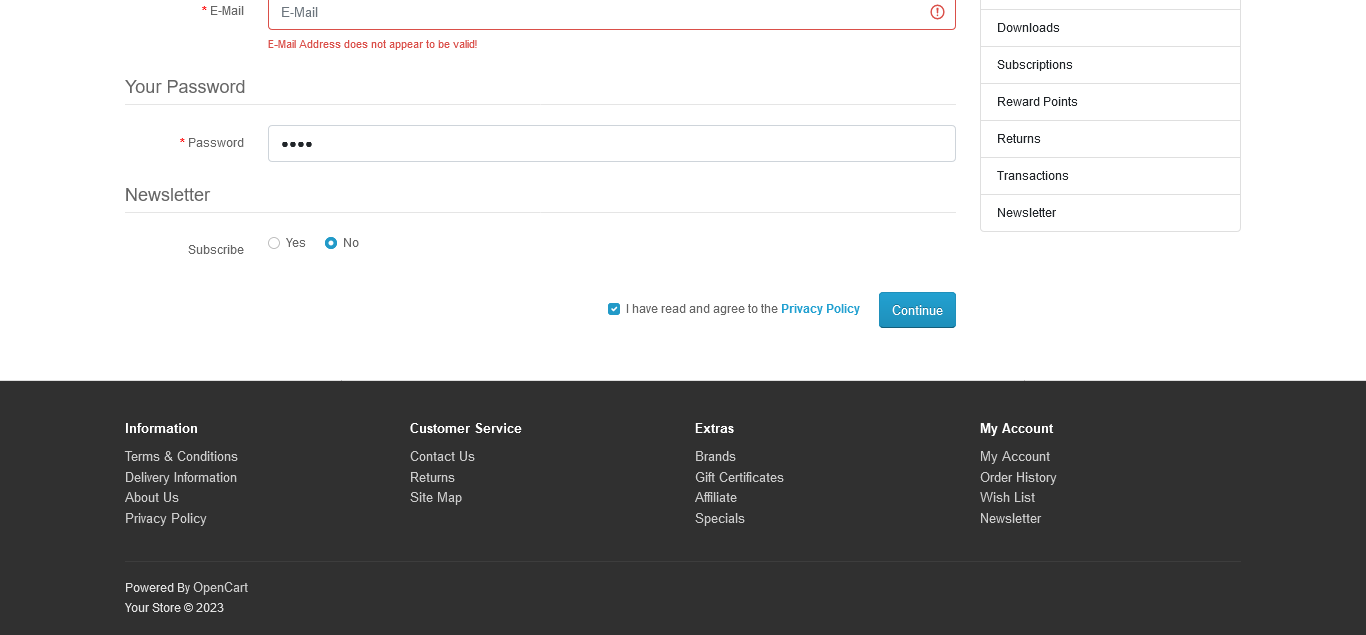 * E-Mail
E-Mail
E-Mail Address does not appear to be valid!
Your Password
* Password
••••
Newsletter
Subscribe
Yes
No
I have read and agree to the Privacy Policy
Continue
Downloads
Subscriptions
Reward Points
Returns
Transactions
Newsletter
Information
Terms & Conditions
Delivery Information
About Us
Privacy Policy
Customer Service
Contact Us
Returns
Site Map
Extras
Brands
Gift Certificates
Affiliate
Specials
My Account
My Account
Order History
Wish List
Newsletter
Powered By OpenCart
Your Store © 2023